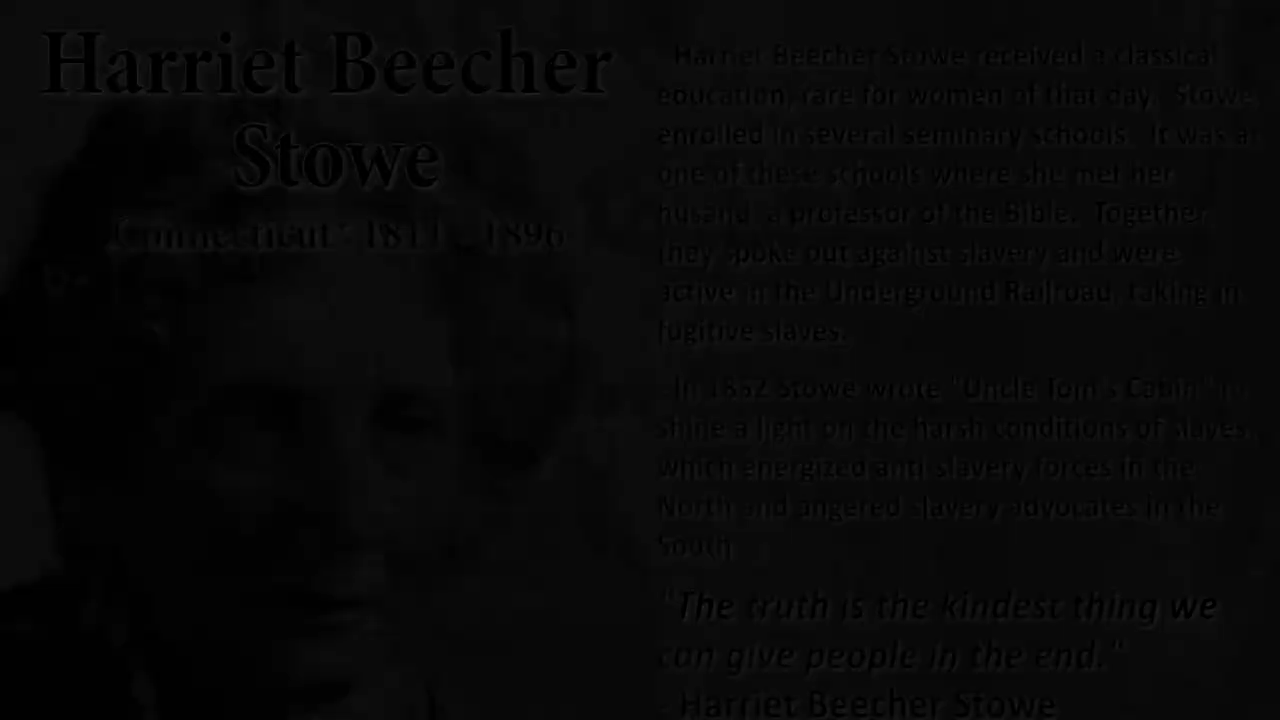 Harriet Beecher
Stowe
Connecticut · 1811 - 1896
Harriet Beecher Stowe received a classical
education, rare for women of that day. Stowe
enrolled in several seminary schools. It was at
one of these schools where she met her
husand, a professor of the Bible. Together
they spoke out against slavery and were
active in the Underground Railroad, taking in
fugitive slaves.
In 1852 Stowe wrote "Uncle Tom's Cabin" to
shine a light on the harsh conditions of slaves,
which energized anti slavery forces in the
North and angered slavery advocates in the
South.
"The truth is the kindest thing we
can give people in the end."
- Harriet Beecher Stowe